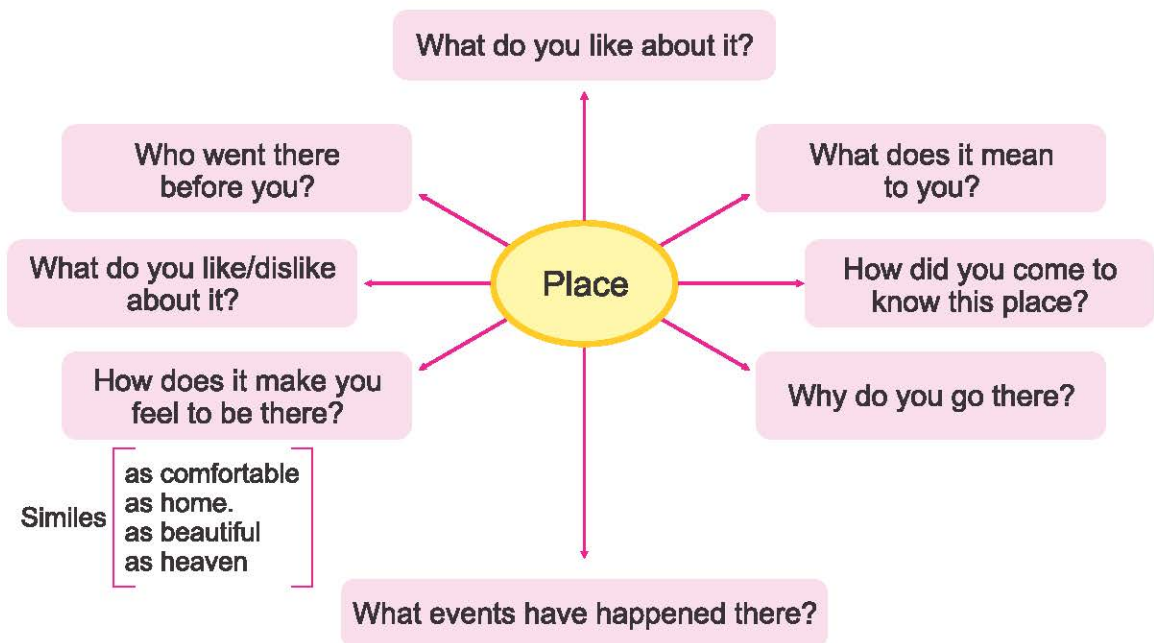 What do you like about it?
Who went there
before you?
What does it mean
to you?
What do you like/dislike
about it?
Place
How did you come to
know this place?
How does it make you
feel to be there?
Why do you go there?
Similes
as comfortable
as home.
as beautiful
as heaven
What events have happened there?